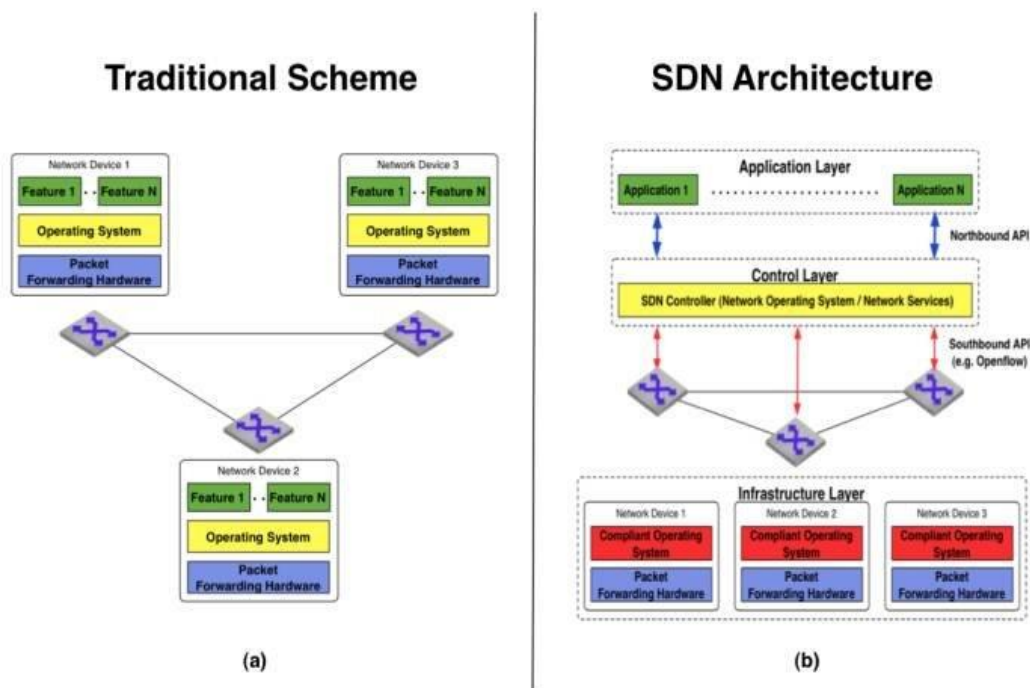 Traditional Scheme
Network Device 1
Feature 1 . . Feature N
Operating System
Packet
Forwarding Hardware
Network Device 3
Feature 1 . . Feature N
Operating System
Packet
Forwarding Hardware
Network Device 2
Feature 1 . . Feature N
Operating System
Packet
Forwarding Hardware
(a)
SDN Architecture
Application Layer
Application 1 . . . . . . . . . . . . . . . . . . . . . Application N
Northbound API
Control Layer
SDN Controller (Network Operating System / Network Services)
Southbound API
(e.g. Openflow)
Infrastructure Layer
Network Device 1
Compliant Operating
System
Packet
Forwarding Hardware
Network Device 2
Compliant Operating
System
Packet
Forwarding Hardware
Network Device 3
Compliant Operating
System
Packet
Forwarding Hardware
(b)